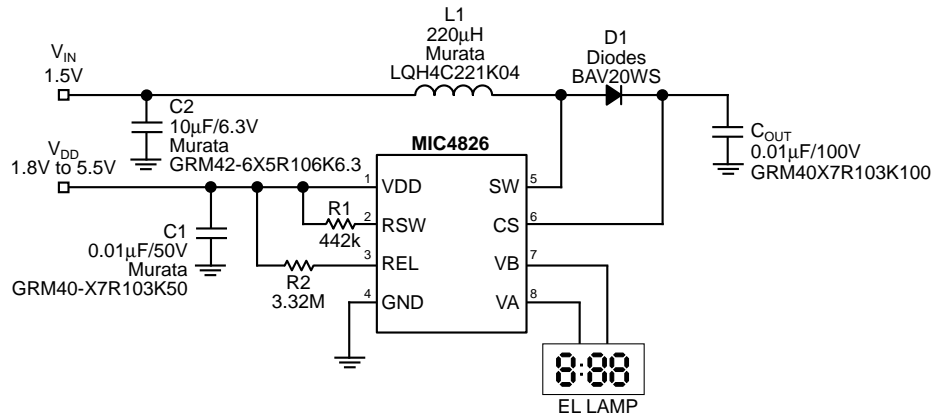 L1
220µH
Murata
LQH4C221K04
D1
Diodes
BAV20WS
VIN
1.5V
C2
10µF/6.3V
Murata
GRM42-6X5R106K6.3
COUT
0.01µF/100V
GRM40X7R103K100
VDD
1.8V to 5.5V
MIC4826
1 VDD SW 5
R1
442k
2 RSW CS 6
C1
0.01µF/50V
Murata
GRM40-X7R103K50
R2
3.32M
3 REL VB 7
4 GND VA 8
8:88
EL LAMP